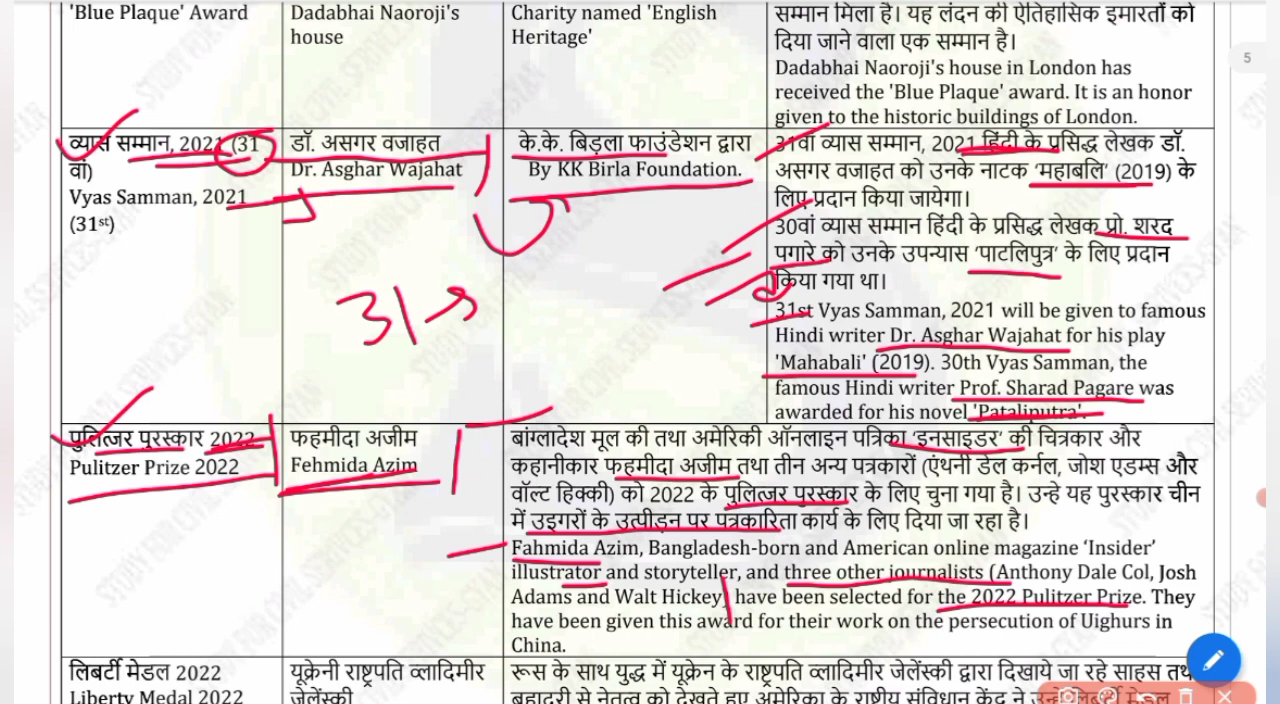 'Blue Plaque' Award
Dadabhai Naoroji's
house
Charity named 'English
Heritage'
सम्मान मिला है। यह लंदन की ऐतिहासिक इमारतों को
दिया जाने वाला एक सम्मान है।
Dadabhai Naoroji's house in London has
received the 'Blue Plaque' award. It is an honor
given to the historic buildings of London.
5
व्यास सम्मान, 2021 (31
वां)
Vyas Samman, 2021
(31st)
डॉ. असगर वजाहत
Dr. Asghar Wajahat
31 →
के.के. बिड़ला फाउंडेशन द्वारा
By KK Birla Foundation.
31वां व्यास सम्मान, 2021 हिंदी के प्रसिद्ध लेखक डॉ.
असगर वजाहत को उनके नाटक ‘महाबलि’ (2019) के
लिए प्रदान किया जायेगा।
30वां व्यास सम्मान हिंदी के प्रसिद्ध लेखक प्रो. शरद
पगारे को उनके उपन्यास ‘पाटलिपुत्र’ के लिए प्रदान
किया गया था।
31st Vyas Samman, 2021 will be given to famous
Hindi writer Dr. Asghar Wajahat for his play
'Mahabali' (2019). 30th Vyas Samman, the
famous Hindi writer Prof. Sharad Pagare was
awarded for his novel 'Pataliputra'.
पुलित्जर पुरस्कार 2022
Pulitzer Prize 2022
फहमीदा अजीम
Fehmida Azim
बांग्लादेश मूल की तथा अमेरिकी ऑनलाइन पत्रिका ‘इनसाइडर’ की चित्रकार और
कहानीकार फहमीदा अजीम तथा तीन अन्य पत्रकारों (एंथनी डेल कर्नल, जोश एडम्स और
वॉल्ट हिक्की) को 2022 के पुलित्जर पुरस्कार के लिए चुना गया है। उन्हे यह पुरस्कार चीन
में उइगरों के उत्पीड़न पर पत्रकारिता कार्य के लिए दिया जा रहा है।
Fahmida Azim, Bangladesh-born and American online magazine ‘Insider’
illustrator and storyteller, and three other journalists (Anthony Dale Col, Josh
Adams and Walt Hickey) have been selected for the 2022 Pulitzer Prize. They
have been given this award for their work on the persecution of Uighurs in
China.
लिबर्टी मेडल 2022
Liberty Medal 2022
यूक्रेनी राष्ट्रपति व्लादिमीर
जेलेंस्की
रूस के साथ युद्ध में यूक्रेन के राष्ट्रपति व्लादिमीर जेलेंस्की द्वारा दिखाये जा रहे साहस तथ
बहादुरी से नेतृत्व को देखते हुए अमेरिका के राष्ट्रीय संविधान केंद्र ने उन्हे लिबर्टी मेडल